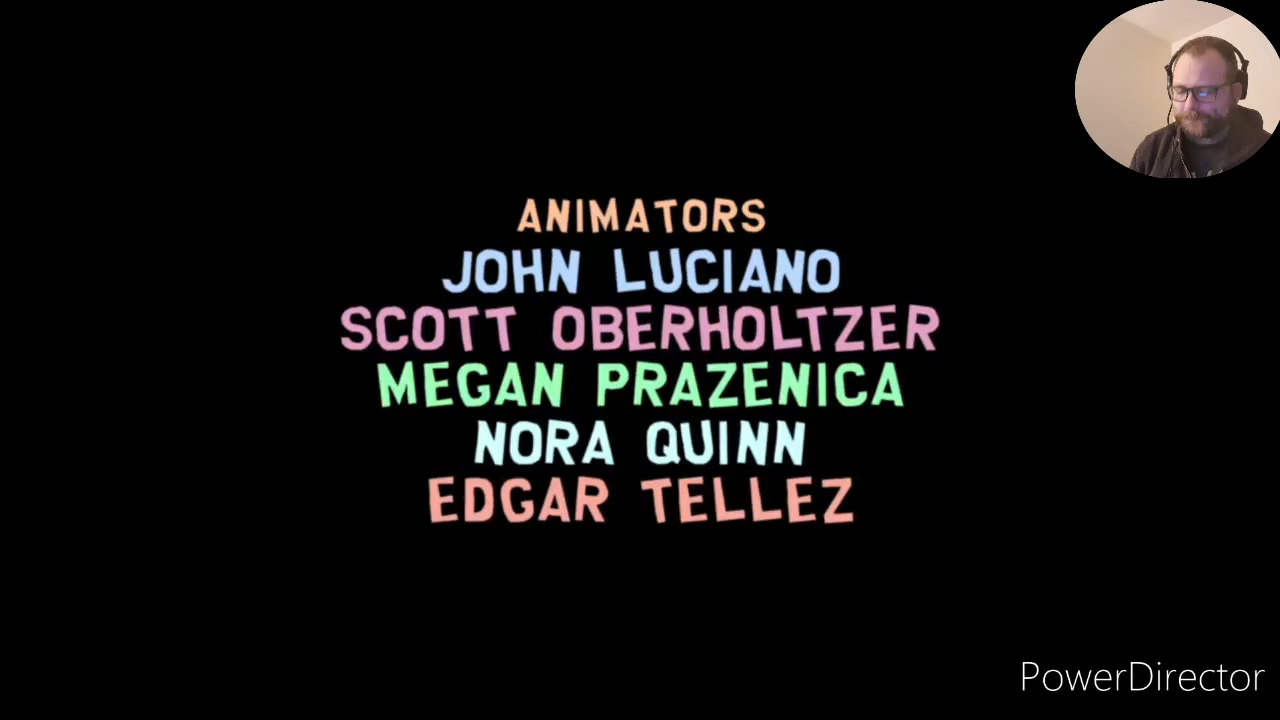 ANIMATORS
JOHN LUCIANO
SCOTT OBERHOLTZER
MEGAN PRAZENICA
NORA QUINN
EDGAR TELLEZ
PowerDirector